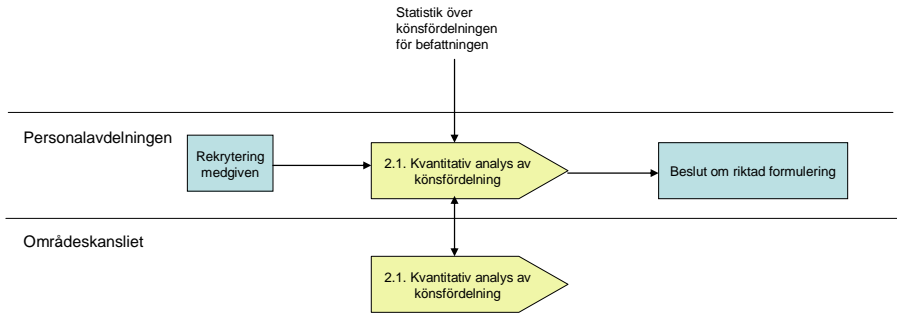 Statistik över
könsfördelningen
för befattningen
Personalavdelningen
Rekrytering
medgiven
2.1. Kvantitativ analys av
könsfördelning
Beslut om riktad formulering
Områdeskansliet
2.1. Kvantitativ analys av
könsfördelning